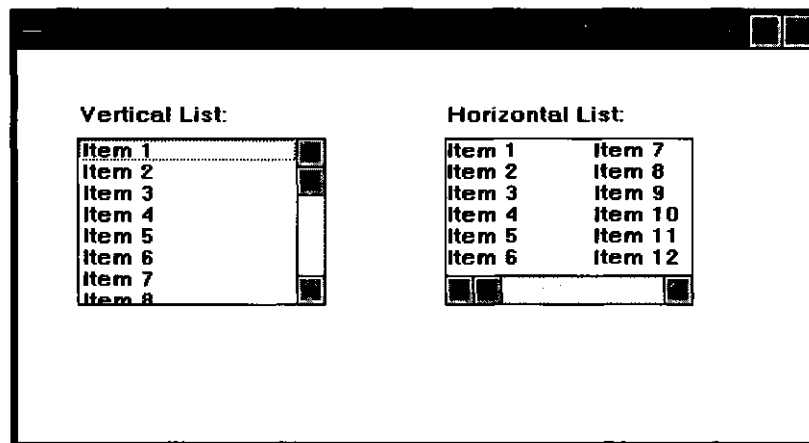 Vertical List:
Item 1
Item 2
Item 3
Item 4
Item 5
Item 6
Item 7
Item 8
Horizontal List:
Item 1 Item 7
Item 2 Item 8
Item 3 Item 9
Item 4 Item 10
Item 5 Item 11
Item 6 Item 12